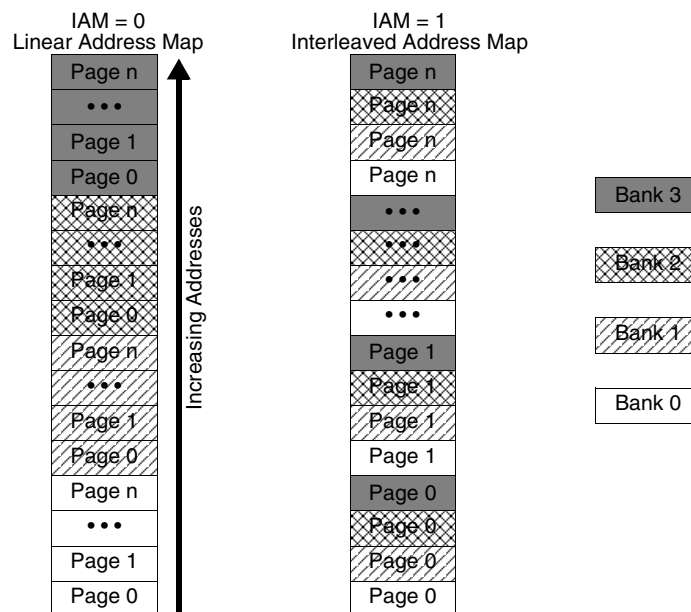 IAM = 0
Linear Address Map
Page n
•••
Page 1
Page 0
Page n
•••
Page 1
Page 0
Page n
•••
Page 1
Page 0
Page n
•••
Page 1
Page 0
Increasing Addresses
IAM = 1
Interleaved Address Map
Page n
Page n
Page n
Page n
•••
•••
•••
•••
Page 1
Page 1
Page 1
Page 1
Page 0
Page 0
Page 0
Page 0
Bank 3
Bank 2
Bank 1
Bank 0